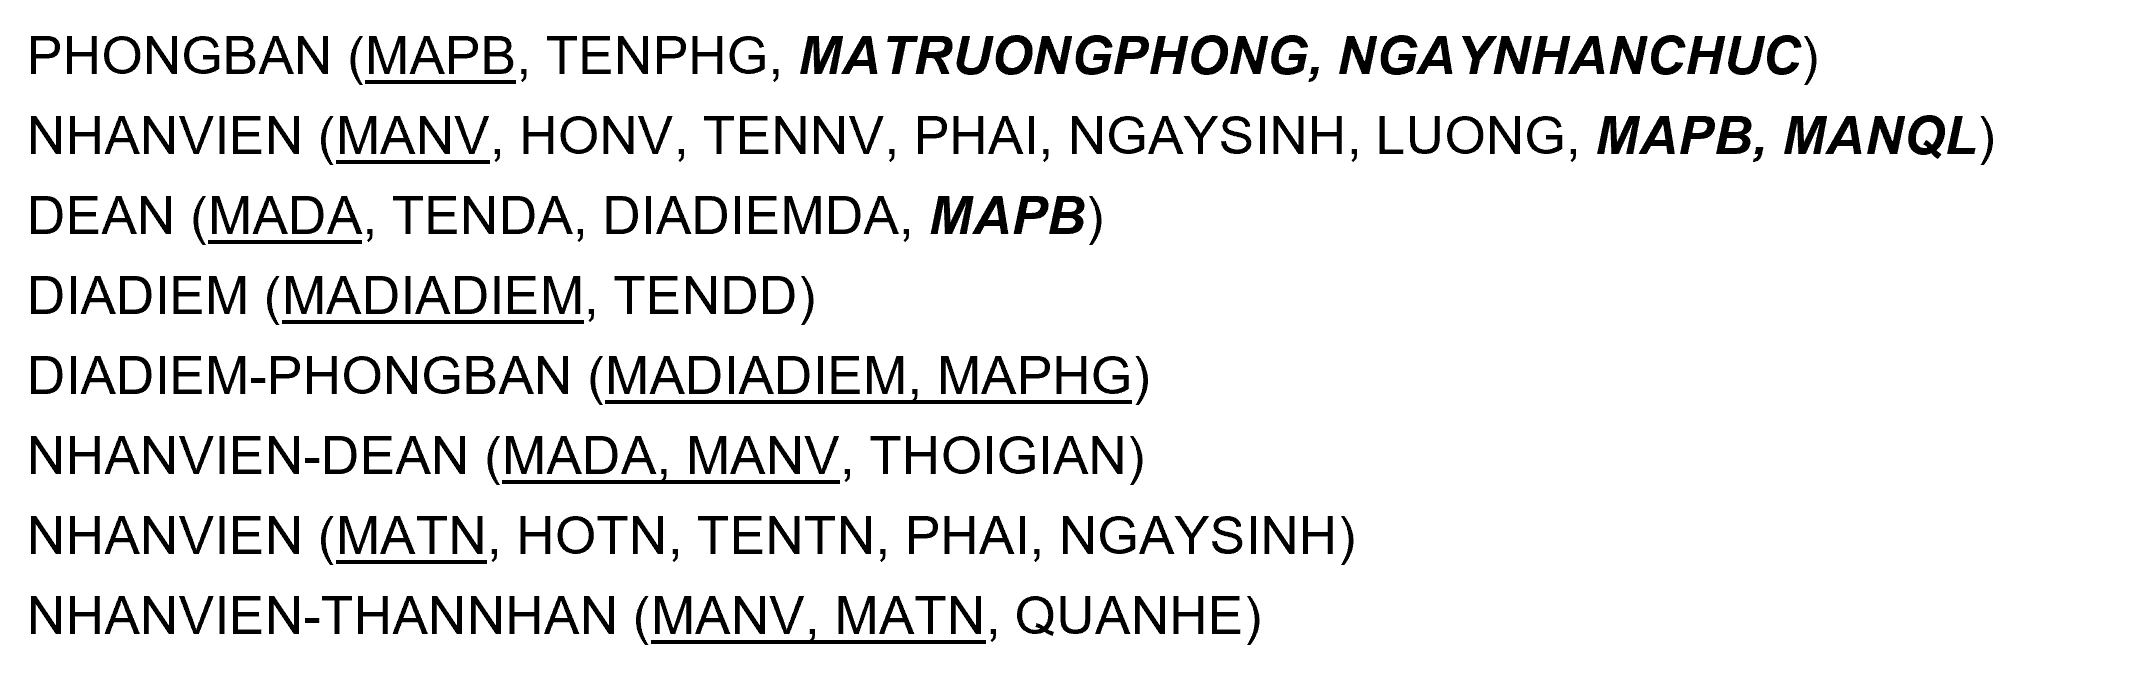 PHONGBAN (MAPB, TENPHG, MATRUONGPHONG, NGAYNHANCHUC)
NHANVIEN (MANV, HONV, TENNV, PHAI, NGAYSINH, LUONG, MAPB, MANQL)
DEAN (MADA, TENDA, DIADIEMDA, MAPB)
DIADIEM (MADIADIEM, TENDD)
DIADIEM-PHONGBAN (MADIADIEM, MAPHG)
NHANVIEN-DEAN (MADA, MANV, THOIGIAN)
NHANVIEN (MATN, HOTN, TENTN, PHAI, NGAYSINH)
NHANVIEN-THANNHAN (MANV, MATN, QUANHE)